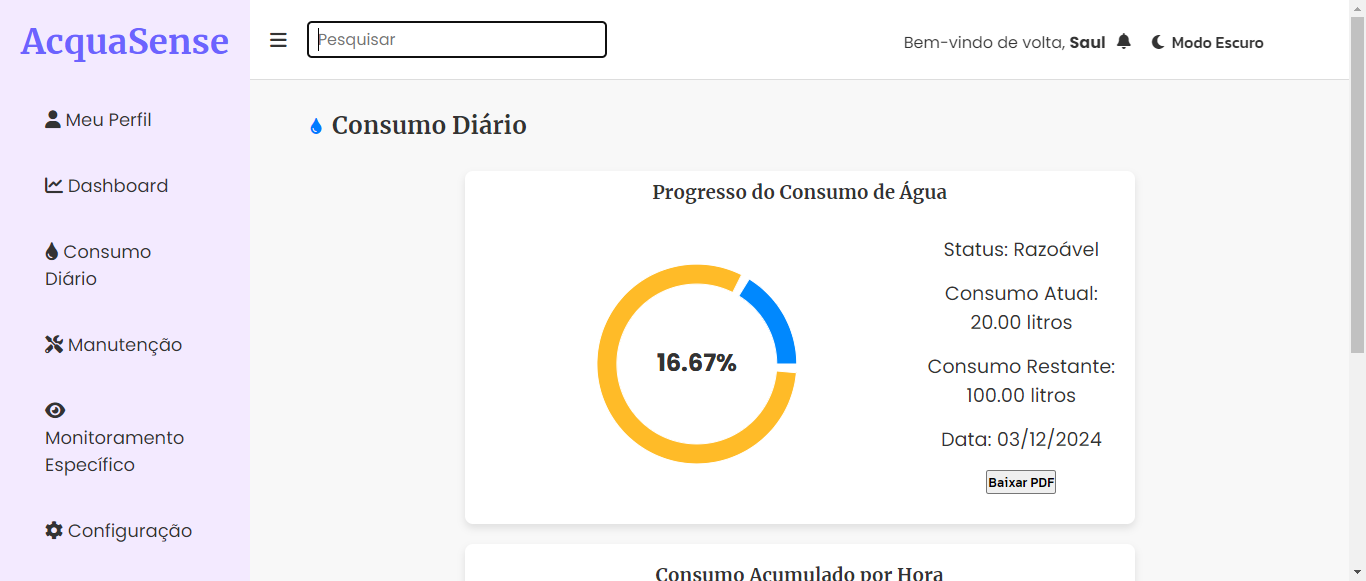 AcquaSense
Meu Perfil
Dashboard
Consumo
Diário
Manutenção
Monitoramento
Específico
Configuração
Pesquisar
Bem-vindo de volta, Saul
Modo Escuro
Consumo Diário
Progresso do Consumo de Água
16.67%
Status: Razoável
Consumo Atual:
20.00 litros
Consumo Restante:
100.00 litros
Data: 03/12/2024
Baixar PDF
Consumo Acumulado por Hora